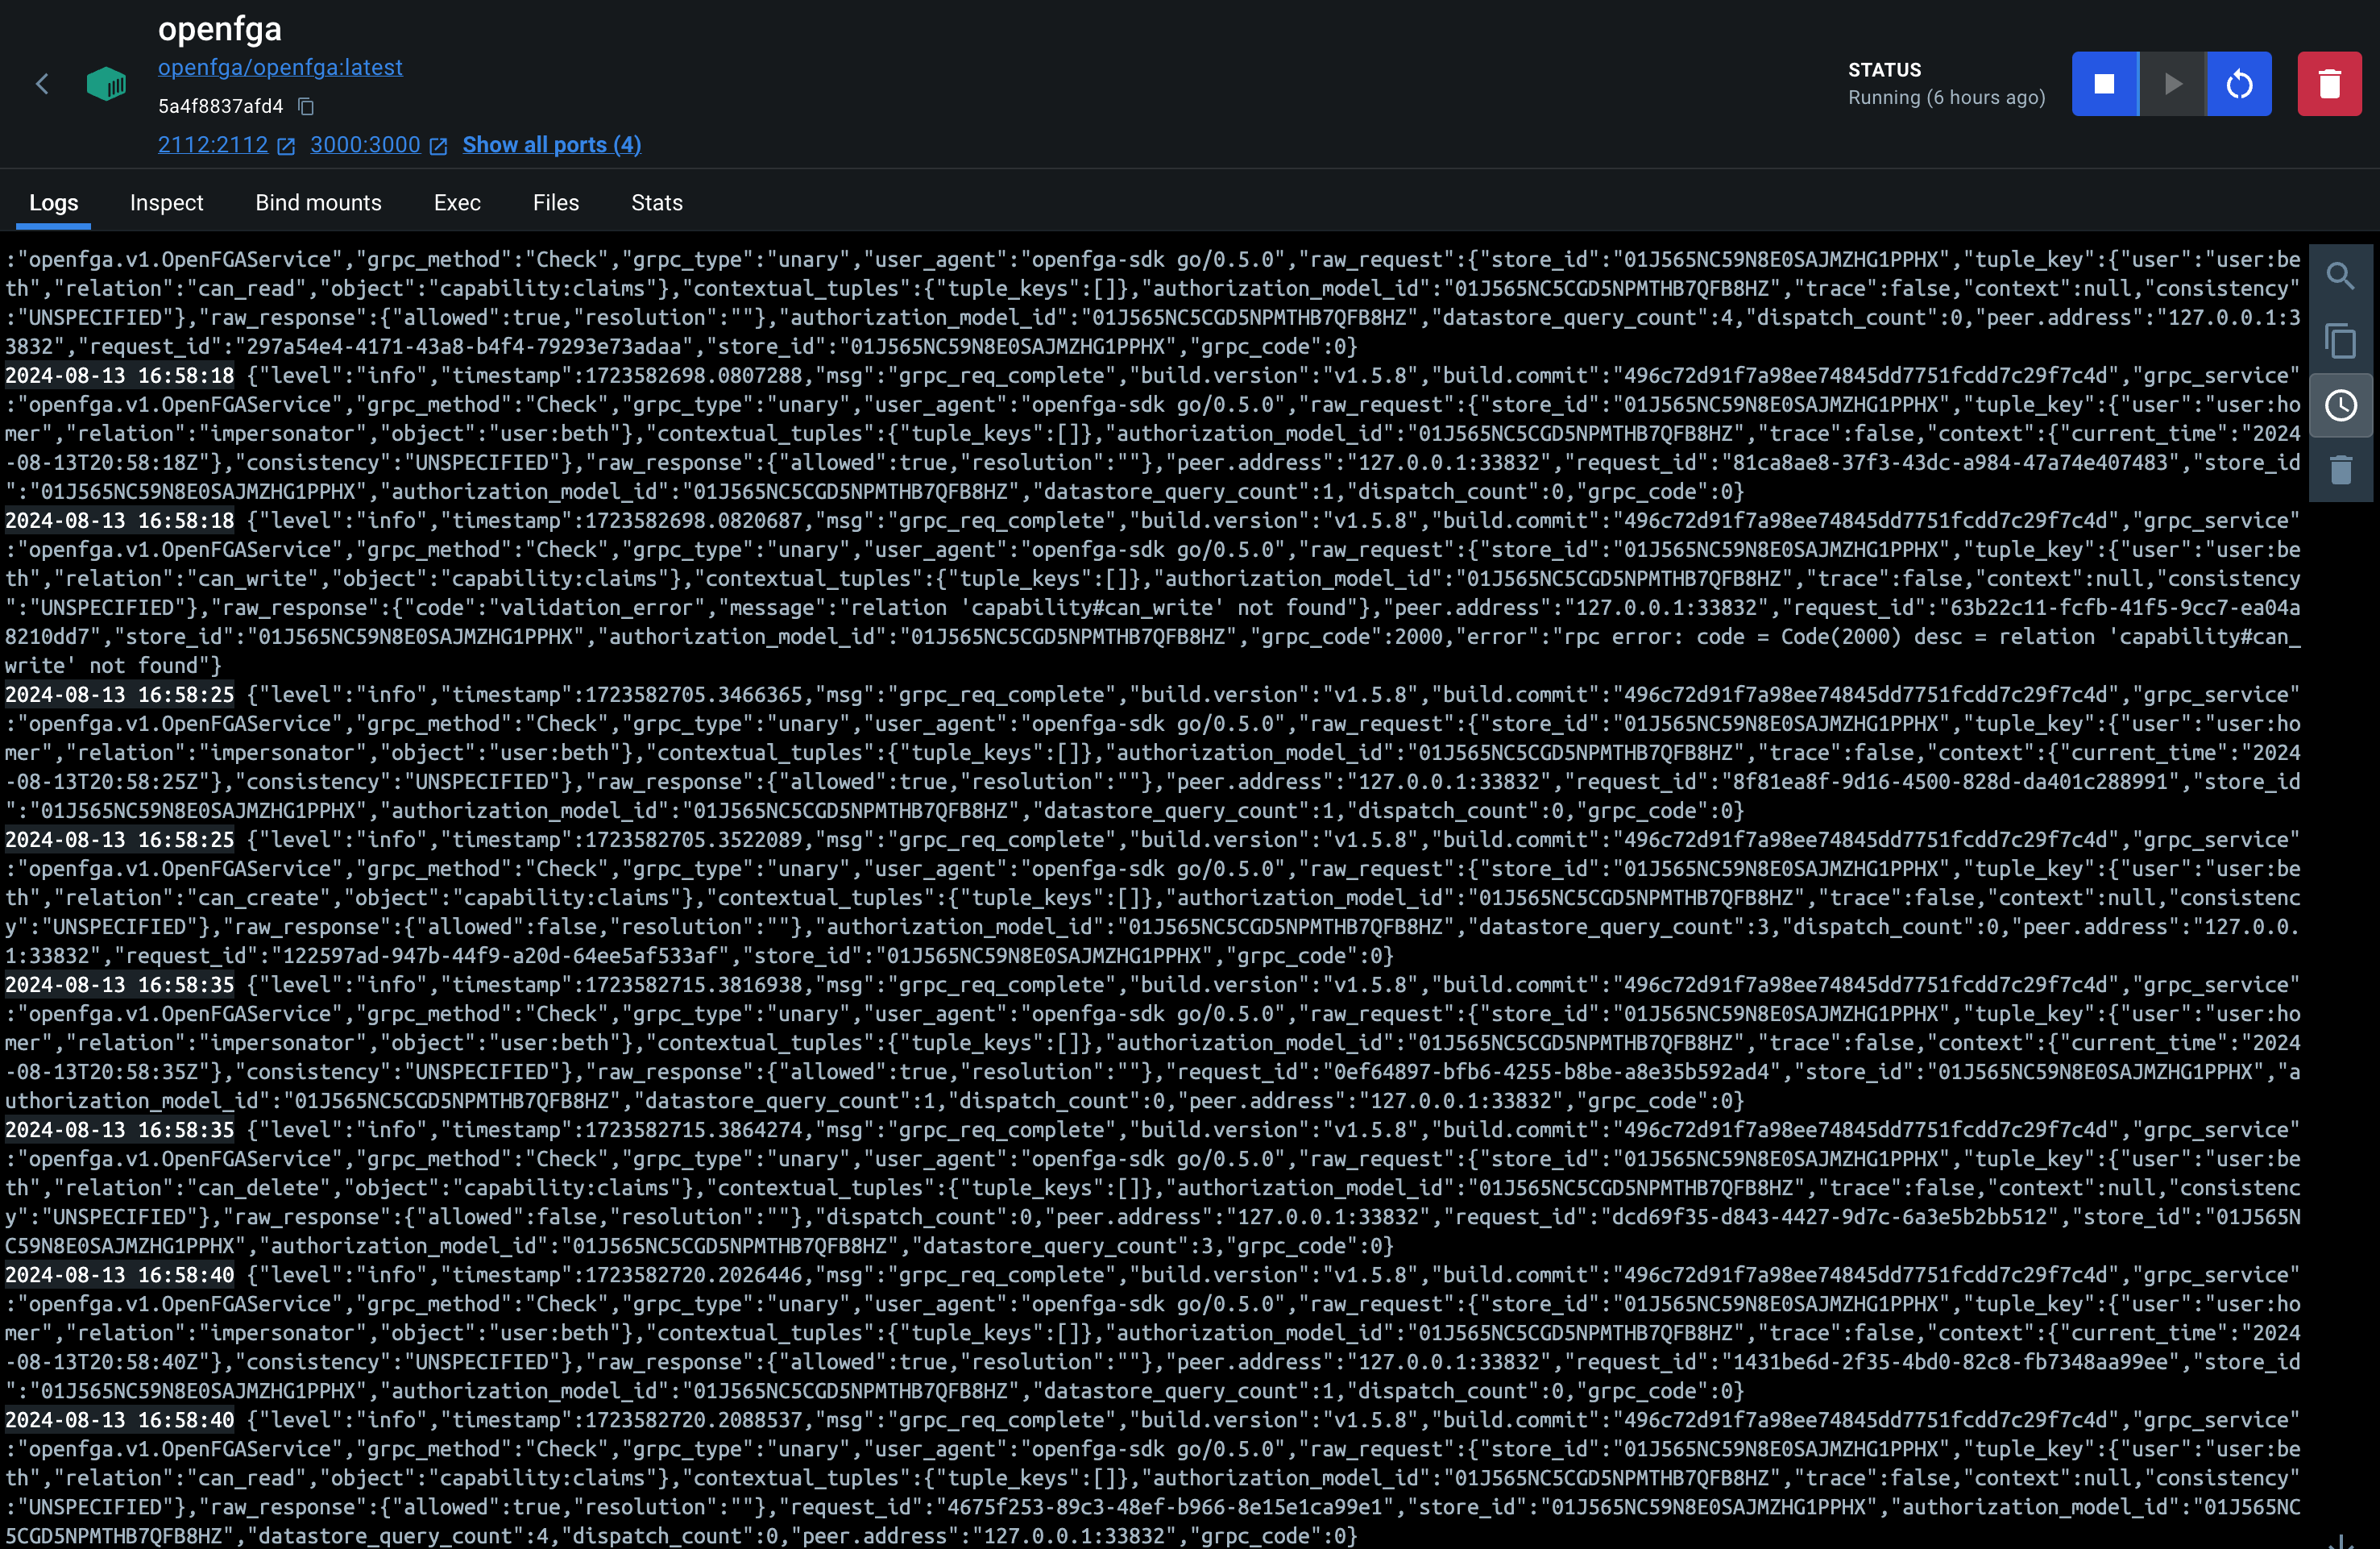 openfga
openfga/openfga:latest
5a4f8837afd4
2112:2112 3000:3000 Show all ports (4)
STATUS
Running (6 hours ago)
Logs Inspect Bind mounts Exec Files Stats
:"openfga.v1.OpenFGAService","grpc_method":"Check","grpc_type":"unary","user_agent":"openfga-sdk go/0.5.0","raw_request":{"store_id":"01J565NC59N8E0SAJMZHG1PPHX","tuple_key":{"user":"user:be
th","relation":"can_read","object":"capability:claims"},"contextual_tuples":{"tuple_keys":[]},"authorization_model_id":"01J565NC5CGD5NPMTHB7QFB8HZ","trace":false,"context":null,"consistency"
:"UNSPECIFIED"},"raw_response":{"allowed":true,"resolution":""},"authorization_model_id":"01J565NC5CGD5NPMTHB7QFB8HZ","datastore_query_count":4,"dispatch_count":0,"peer.address":"127.0.0.1:3
3832","request_id":"297a54e4-4171-43a8-b4f4-79293e73adaa","store_id":"01J565NC59N8E0SAJMZHG1PPHX","grpc_code":0}
2024-08-13 16:58:18 {"level":"info","timestamp":1723582698.0807288,"msg":"grpc_req_complete","build.version":"v1.5.8","build.commit":"496c72d91f7a98ee74845dd7751fcdd7c29f7c4d","grpc_service"
:"openfga.v1.OpenFGAService","grpc_method":"Check","grpc_type":"unary","user_agent":"openfga-sdk go/0.5.0","raw_request":{"store_id":"01J565NC59N8E0SAJMZHG1PPHX","tuple_key":{"user":"user:ho
mer","relation":"impersonator","object":"user:beth"},"contextual_tuples":{"tuple_keys":[]},"authorization_model_id":"01J565NC5CGD5NPMTHB7QFB8HZ","trace":false,"context":{"current_time":"2024
-08-13T20:58:18Z"},"consistency":"UNSPECIFIED"},"raw_response":{"allowed":true,"resolution":""},"peer.address":"127.0.0.1:33832","request_id":"81ca8ae8-37f3-43dc-a984-47a74e407483","store_id
":"01J565NC59N8E0SAJMZHG1PPHX","authorization_model_id":"01J565NC5CGD5NPMTHB7QFB8HZ","datastore_query_count":1,"dispatch_count":0,"grpc_code":0}
2024-08-13 16:58:18 {"level":"info","timestamp":1723582698.0820687,"msg":"grpc_req_complete","build.version":"v1.5.8","build.commit":"496c72d91f7a98ee74845dd7751fcdd7c29f7c4d","grpc_service"
:"openfga.v1.OpenFGAService","grpc_method":"Check","grpc_type":"unary","user_agent":"openfga-sdk go/0.5.0","raw_request":{"store_id":"01J565NC59N8E0SAJMZHG1PPHX","tuple_key":{"user":"user:be
th","relation":"can_write","object":"capability:claims"},"contextual_tuples":{"tuple_keys":[]},"authorization_model_id":"01J565NC5CGD5NPMTHB7QFB8HZ","trace":false,"context":null,"consistency
":"UNSPECIFIED"},"raw_response":{"code":"validation_error","message":"relation 'capability#can_write' not found"},"peer.address":"127.0.0.1:33832","request_id":"63b22c11-fcfb-41f5-9cc7-ea04a
8210dd7","store_id":"01J565NC59N8E0SAJMZHG1PPHX","authorization_model_id":"01J565NC5CGD5NPMTHB7QFB8HZ","grpc_code":2000,"error":"rpc error: code = Code(2000) desc = relation 'capability#can_
write' not found"}
2024-08-13 16:58:25 {"level":"info","timestamp":1723582705.3466365,"msg":"grpc_req_complete","build.version":"v1.5.8","build.commit":"496c72d91f7a98ee74845dd7751fcdd7c29f7c4d","grpc_service"
:"openfga.v1.OpenFGAService","grpc_method":"Check","grpc_type":"unary","user_agent":"openfga-sdk go/0.5.0","raw_request":{"store_id":"01J565NC59N8E0SAJMZHG1PPHX","tuple_key":{"user":"user:ho
mer","relation":"impersonator","object":"user:beth"},"contextual_tuples":{"tuple_keys":[]},"authorization_model_id":"01J565NC5CGD5NPMTHB7QFB8HZ","trace":false,"context":{"current_time":"2024
-08-13T20:58:25Z"},"consistency":"UNSPECIFIED"},"raw_response":{"allowed":true,"resolution":""},"peer.address":"127.0.0.1:33832","request_id":"8f81ea8f-9d16-4500-828d-da401c288991","store_id
":"01J565NC59N8E0SAJMZHG1PPHX","authorization_model_id":"01J565NC5CGD5NPMTHB7QFB8HZ","datastore_query_count":1,"dispatch_count":0,"grpc_code":0}
2024-08-13 16:58:25 {"level":"info","timestamp":1723582705.3522089,"msg":"grpc_req_complete","build.version":"v1.5.8","build.commit":"496c72d91f7a98ee74845dd7751fcdd7c29f7c4d","grpc_service"
:"openfga.v1.OpenFGAService","grpc_method":"Check","grpc_type":"unary","user_agent":"openfga-sdk go/0.5.0","raw_request":{"store_id":"01J565NC59N8E0SAJMZHG1PPHX","tuple_key":{"user":"user:be
th","relation":"can_create","object":"capability:claims"},"contextual_tuples":{"tuple_keys":[]},"authorization_model_id":"01J565NC5CGD5NPMTHB7QFB8HZ","trace":false,"context":null,"consistenc
y":"UNSPECIFIED"},"raw_response":{"allowed":false,"resolution":""},"authorization_model_id":"01J565NC5CGD5NPMTHB7QFB8HZ","datastore_query_count":3,"dispatch_count":0,"peer.address":"127.0.0.
1:33832","request_id":"122597ad-947b-44f9-a20d-64ee5af533af","store_id":"01J565NC59N8E0SAJMZHG1PPHX","grpc_code":0}
2024-08-13 16:58:35 {"level":"info","timestamp":1723582715.3816938,"msg":"grpc_req_complete","build.version":"v1.5.8","build.commit":"496c72d91f7a98ee74845dd7751fcdd7c29f7c4d","grpc_service"
:"openfga.v1.OpenFGAService","grpc_method":"Check","grpc_type":"unary","user_agent":"openfga-sdk go/0.5.0","raw_request":{"store_id":"01J565NC59N8E0SAJMZHG1PPHX","tuple_key":{"user":"user:ho
mer","relation":"impersonator","object":"user:beth"},"contextual_tuples":{"tuple_keys":[]},"authorization_model_id":"01J565NC5CGD5NPMTHB7QFB8HZ","trace":false,"context":{"current_time":"2024
-08-13T20:58:35Z"},"consistency":"UNSPECIFIED"},"raw_response":{"allowed":true,"resolution":""},"request_id":"0ef64897-bfb6-4255-b8be-a8e35b592ad4","store_id":"01J565NC59N8E0SAJMZHG1PPHX","a
uthorization_model_id":"01J565NC5CGD5NPMTHB7QFB8HZ","datastore_query_count":1,"dispatch_count":0,"peer.address":"127.0.0.1:33832","grpc_code":0}
2024-08-13 16:58:35 {"level":"info","timestamp":1723582715.3864274,"msg":"grpc_req_complete","build.version":"v1.5.8","build.commit":"496c72d91f7a98ee74845dd7751fcdd7c29f7c4d","grpc_service"
:"openfga.v1.OpenFGAService","grpc_method":"Check","grpc_type":"unary","user_agent":"openfga-sdk go/0.5.0","raw_request":{"store_id":"01J565NC59N8E0SAJMZHG1PPHX","tuple_key":{"user":"user:be
th","relation":"can_delete","object":"capability:claims"},"contextual_tuples":{"tuple_keys":[]},"authorization_model_id":"01J565NC5CGD5NPMTHB7QFB8HZ","trace":false,"context":null,"consistenc
y":"UNSPECIFIED"},"raw_response":{"allowed":false,"resolution":""},"dispatch_count":0,"peer.address":"127.0.0.1:33832","request_id":"dcd69f35-d843-4427-9d7c-6a3e5b2bb512","store_id":"01J565N
C59N8E0SAJMZHG1PPHX","authorization_model_id":"01J565NC5CGD5NPMTHB7QFB8HZ","datastore_query_count":3,"grpc_code":0}
2024-08-13 16:58:40 {"level":"info","timestamp":1723582720.2026446,"msg":"grpc_req_complete","build.version":"v1.5.8","build.commit":"496c72d91f7a98ee74845dd7751fcdd7c29f7c4d","grpc_service"
:"openfga.v1.OpenFGAService","grpc_method":"Check","grpc_type":"unary","user_agent":"openfga-sdk go/0.5.0","raw_request":{"store_id":"01J565NC59N8E0SAJMZHG1PPHX","tuple_key":{"user":"user:ho
mer","relation":"impersonator","object":"user:beth"},"contextual_tuples":{"tuple_keys":[]},"authorization_model_id":"01J565NC5CGD5NPMTHB7QFB8HZ","trace":false,"context":{"current_time":"2024
-08-13T20:58:40Z"},"consistency":"UNSPECIFIED"},"raw_response":{"allowed":true,"resolution":""},"peer.address":"127.0.0.1:33832","request_id":"1431be6d-2f35-4bd0-82c8-fb7348aa99ee","store_id
":"01J565NC59N8E0SAJMZHG1PPHX","authorization_model_id":"01J565NC5CGD5NPMTHB7QFB8HZ","datastore_query_count":1,"dispatch_count":0,"grpc_code":0}
2024-08-13 16:58:40 {"level":"info","timestamp":1723582720.2088537,"msg":"grpc_req_complete","build.version":"v1.5.8","build.commit":"496c72d91f7a98ee74845dd7751fcdd7c29f7c4d","grpc_service"
:"openfga.v1.OpenFGAService","grpc_method":"Check","grpc_type":"unary","user_agent":"openfga-sdk go/0.5.0","raw_request":{"store_id":"01J565NC59N8E0SAJMZHG1PPHX","tuple_key":{"user":"user:be
th","relation":"can_read","object":"capability:claims"},"contextual_tuples":{"tuple_keys":[]},"authorization_model_id":"01J565NC5CGD5NPMTHB7QFB8HZ","trace":false,"context":null,"consistency"
:"UNSPECIFIED"},"raw_response":{"allowed":true,"resolution":""},"request_id":"4675f253-89c3-48ef-b966-8e15e1ca99e1","store_id":"01J565NC59N8E0SAJMZHG1PPHX","authorization_model_id":"01J565NC
5CGD5NPMTHB7QFB8HZ","datastore_query_count":4,"dispatch_count":0,"peer.address":"127.0.0.1:33832","grpc_code":0}